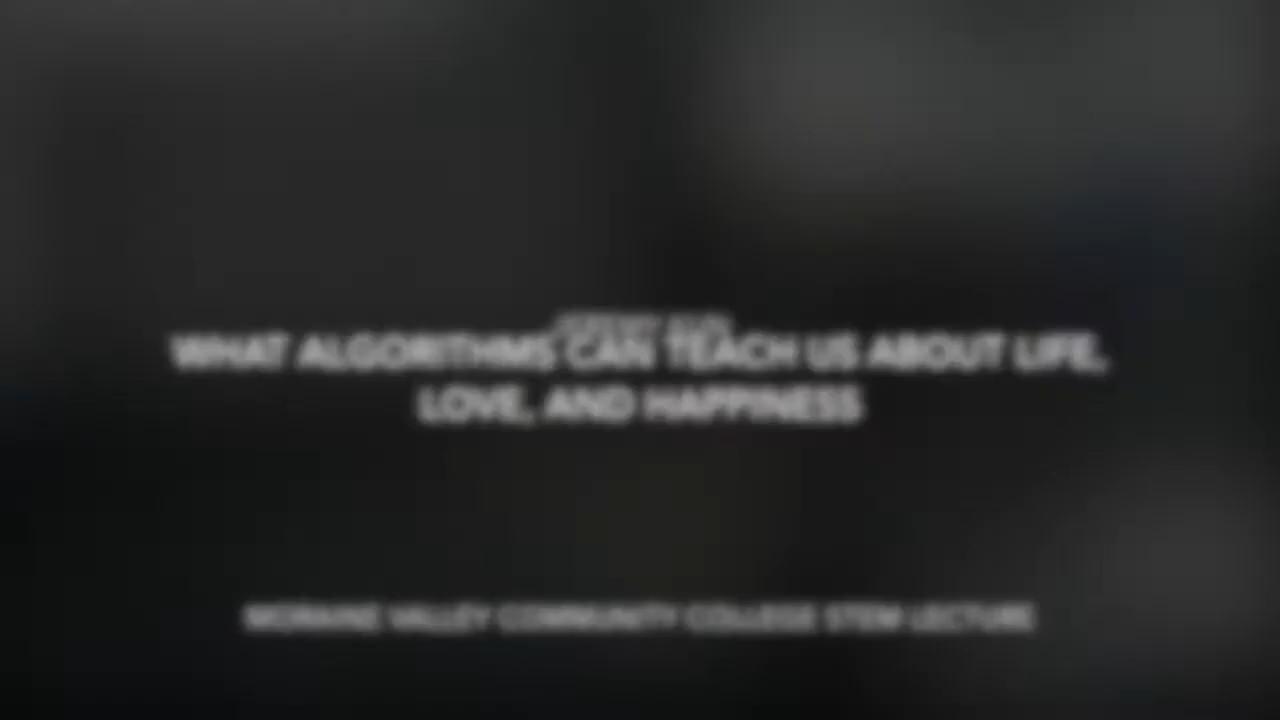 WHAT ALGORITHMS CAN TEACH US ABOUT LIFE,
LOVE, AND HAPPINESS
MORAINE VALLEY COMMUNITY COLLEGE STEM LECTURE